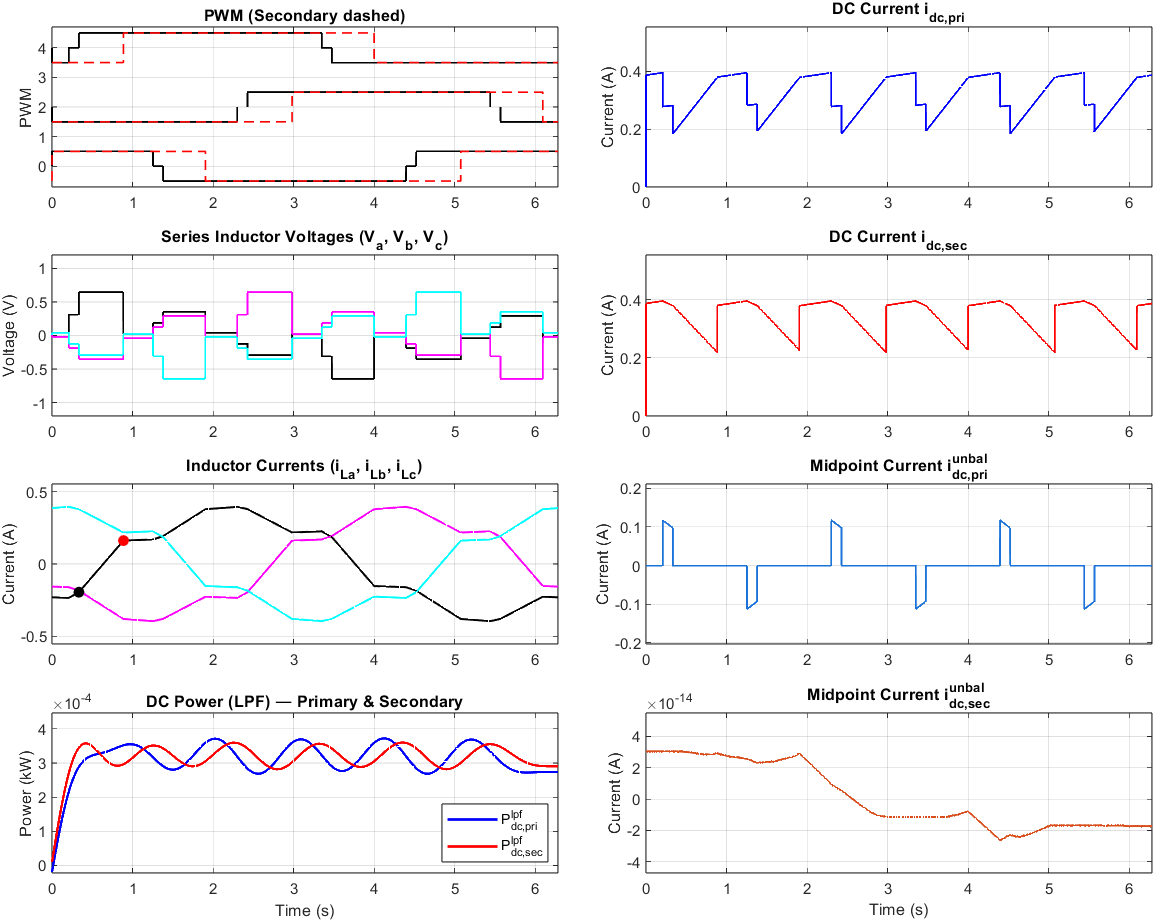 PWM (Secondary dashed)
PWM
4
3
2
1
0
0 1 2 3 4 5 6
DC Current i_dc,pri
Current (A)
0.4
0.2
0
0 1 2 3 4 5 6
Series Inductor Voltages (V_a, V_b, V_c)
Voltage (V)
1
0.5
0
-0.5
-1
0 1 2 3 4 5 6
DC Current i_dc,sec
Current (A)
0.4
0.2
0
0 1 2 3 4 5 6
Inductor Currents (i_La, i_Lb, i_Lc)
Current (A)
0.5
0
-0.5
0 1 2 3 4 5 6
Midpoint Current i_dc,pri^unbal
Current (A)
0.2
0.1
0
-0.1
-0.2
0 1 2 3 4 5 6
DC Power (LPF) — Primary & Secondary
×10^-4
Power (kW)
4
3
2
1
0
P_dc,pri^lpf
P_dc,sec^lpf
0 1 2 3 4 5 6
Time (s)
Midpoint Current i_dc,sec^unbal
×10^-14
Current (A)
4
2
0
-2
-4
0 1 2 3 4 5 6
Time (s)